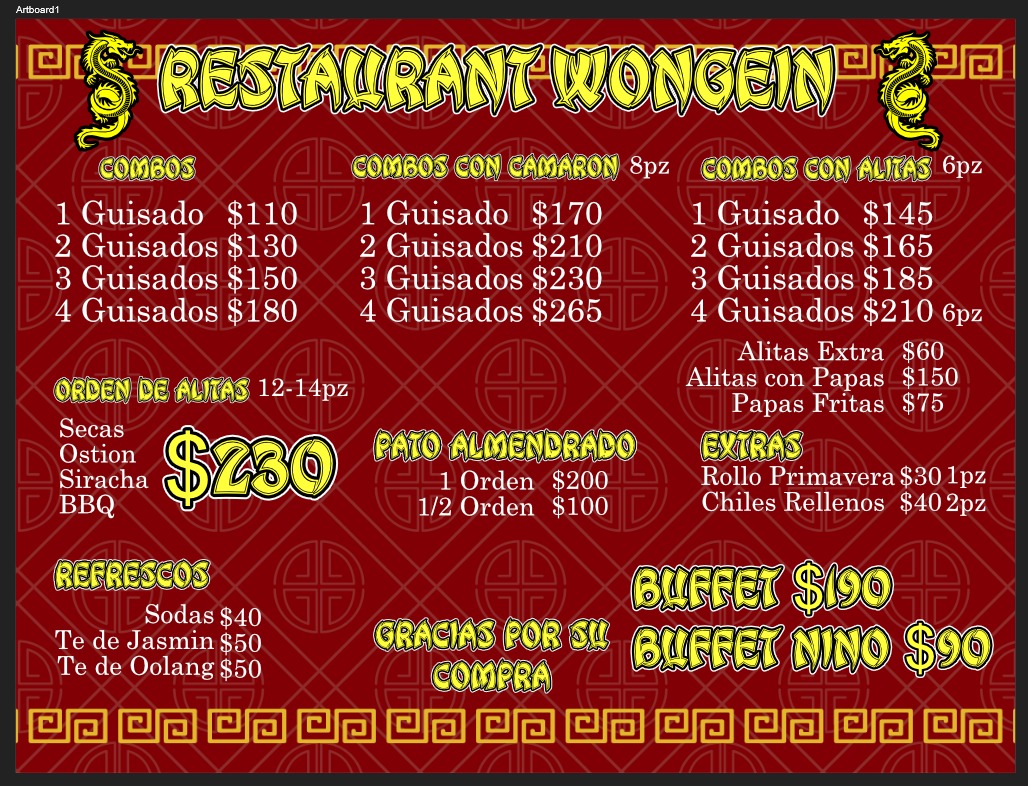 Artboard1
RESTAURANT WONGEIN
COMBOS
1 Guisado $110
2 Guisados $130
3 Guisados $150
4 Guisados $180
COMBOS CON CAMARON 8pz
1 Guisado $170
2 Guisados $210
3 Guisados $230
4 Guisados $265
COMBOS CON ALITAS 6pz
1 Guisado $145
2 Guisados $165
3 Guisados $185
4 Guisados $210 6pz
Alitas Extra $60
Alitas con Papas $150
Papas Fritas $75
ORDEN DE ALITAS 12-14pz
Secas
Ostion
Siracha
BBQ
$230
PATO ALMENDRADO
1 Orden $200
1/2 Orden $100
EXTRAS
Rollo Primavera $30 1pz
Chiles Rellenos $40 2pz
REFRESCOS
Sodas $40
Te de Jasmin $50
Te de Oolang $50
GRACIAS POR SU
COMPRA
BUFFET $190
BUFFET NINO $90